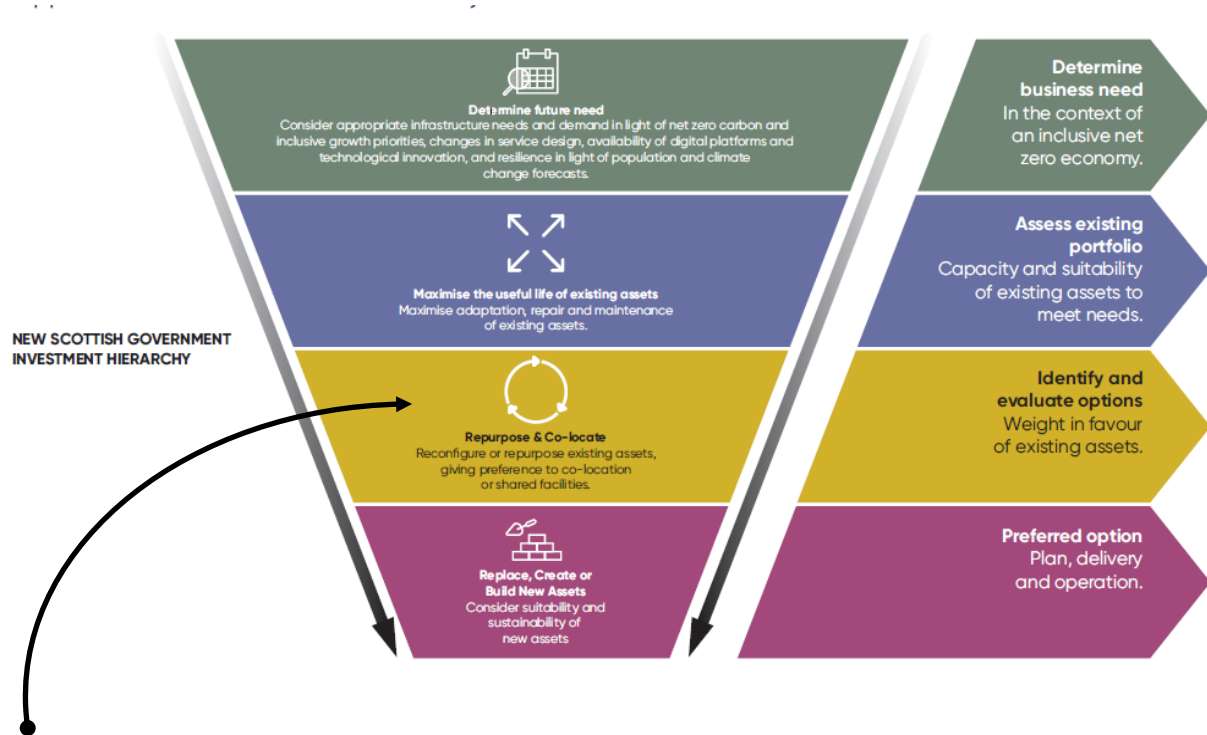 Determine future need
Consider appropriate infrastructure needs and demand in light of net zero carbon and
inclusive growth priorities, changes in service design, availability of digital platforms and
technological innovation, and resilience in light of population and climate
change forecasts.
Determine
business need
In the context of
an inclusive net
zero economy.
Maximise the useful life of existing assets
Maximise adaptation, repair and maintenance
of existing assets.
Assess existing
portfolio
Capacity and suitability
of existing assets to
meet needs.
NEW SCOTTISH GOVERNMENT
INVESTMENT HIERARCHY
Repurpose & Co-locate
Reconfigure or repurpose existing assets,
giving preference to co-location
or shared facilities.
Identify and
evaluate options
Weight in favour
of existing assets.
Replace, Create or
Build New Assets
Consider suitability and
sustainability of
new assets
Preferred option
Plan, delivery
and operation.